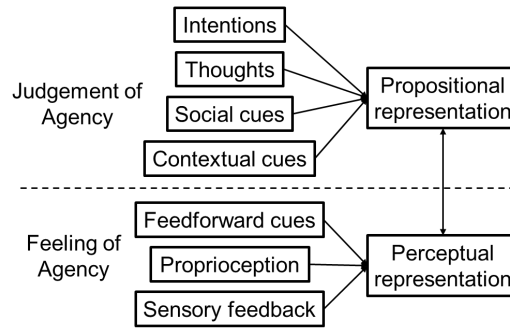 Intentions
Thoughts
Social cues
Contextual cues
Judgement of
Agency
Propositional
representation
Feedforward cues
Proprioception
Sensory feedback
Feeling of
Agency
Perceptual
representation